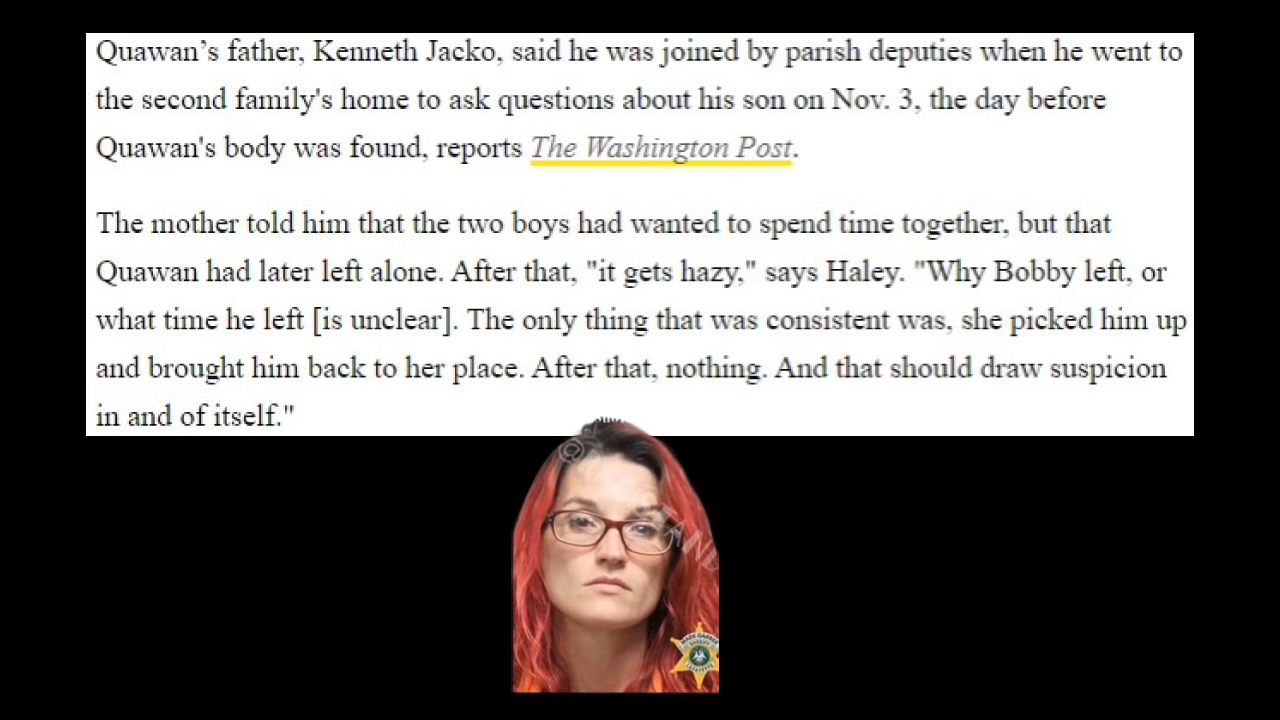 Quawan’s father, Kenneth Jacko, said he was joined by parish deputies when he went to
the second family's home to ask questions about his son on Nov. 3, the day before
Quawan's body was found, reports The Washington Post.
The mother told him that the two boys had wanted to spend time together, but that
Quawan had later left alone. After that, "it gets hazy," says Haley. "Why Bobby left, or
what time he left [is unclear]. The only thing that was consistent was, she picked him up
and brought him back to her place. After that, nothing. And that should draw suspicion
in and of itself."
SHERIFF
LAFAYETTE